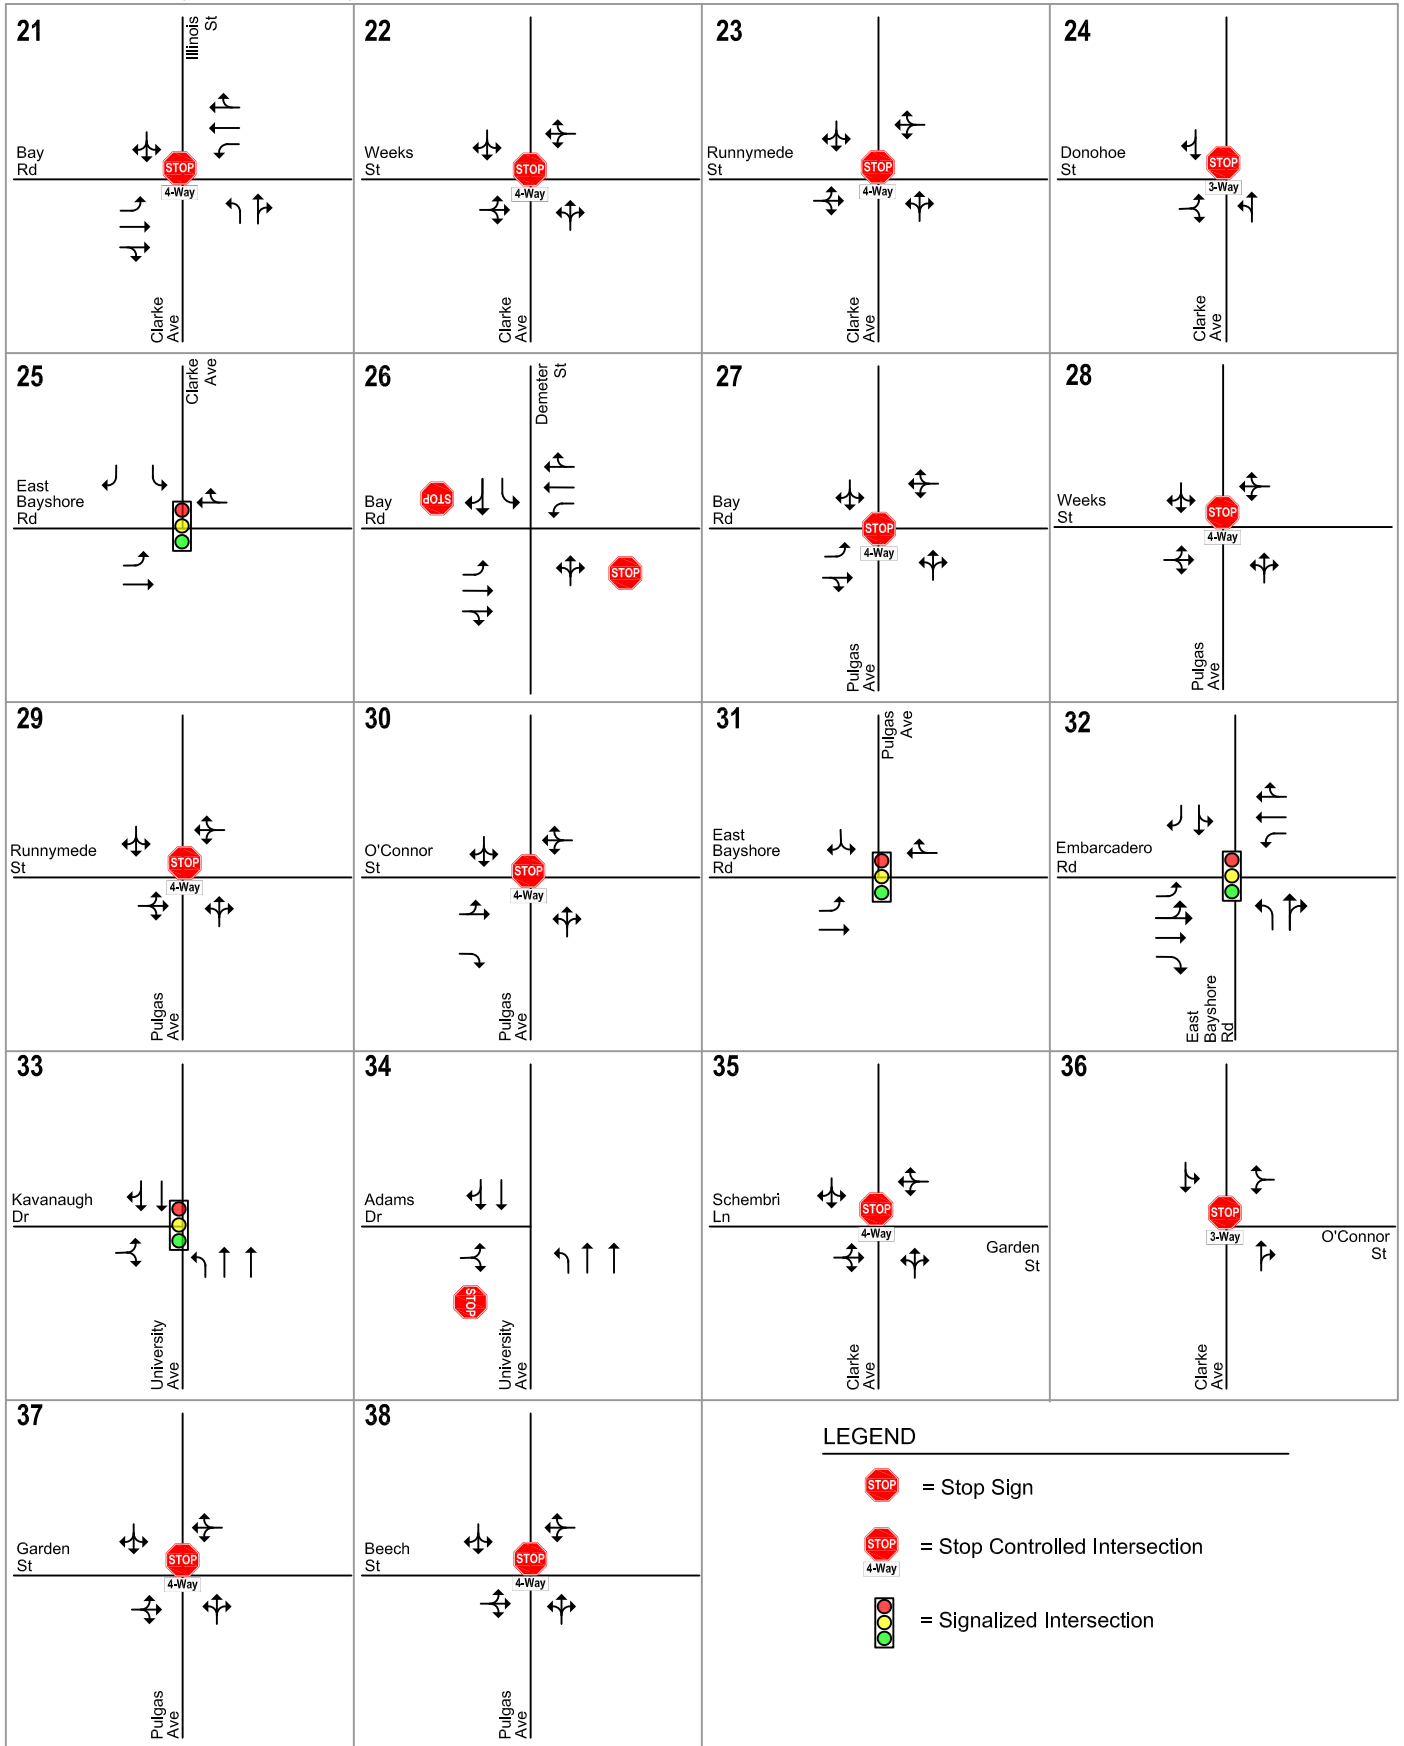 21
Illinois
St
Bay
Rd
STOP
4-Way
Clarke
Ave
22
Weeks
St
STOP
4-Way
Clarke
Ave
23
Runnymede
St
STOP
4-Way
Clarke
Ave
24
Donohoe
St
STOP
3-Way
Clarke
Ave
25
Clarke
Ave
East
Bayshore
Rd
26
Demeter
St
STOP
Bay
Rd
STOP
27
Bay
Rd
STOP
4-Way
Pulgas
Ave
28
Weeks
St
STOP
4-Way
Pulgas
Ave
29
Runnymede
St
STOP
4-Way
Pulgas
Ave
30
O'Connor
St
STOP
4-Way
Pulgas
Ave
31
Pulgas
Ave
East
Bayshore
Rd
32
Embarcadero
Rd
East
Bayshore
Rd
33
Kavanaugh
Dr
University
Ave
34
Adams
Dr
STOP
University
Ave
35
Schembri
Ln
STOP
4-Way
Garden
St
Clarke
Ave
36
STOP
3-Way
O'Connor
St
Clarke
Ave
37
Garden
St
STOP
4-Way
Pulgas
Ave
38
Beech
St
STOP
4-Way
Pulgas
Ave
LEGEND
STOP = Stop Sign
STOP = Stop Controlled Intersection
4-Way
= Signalized Intersection